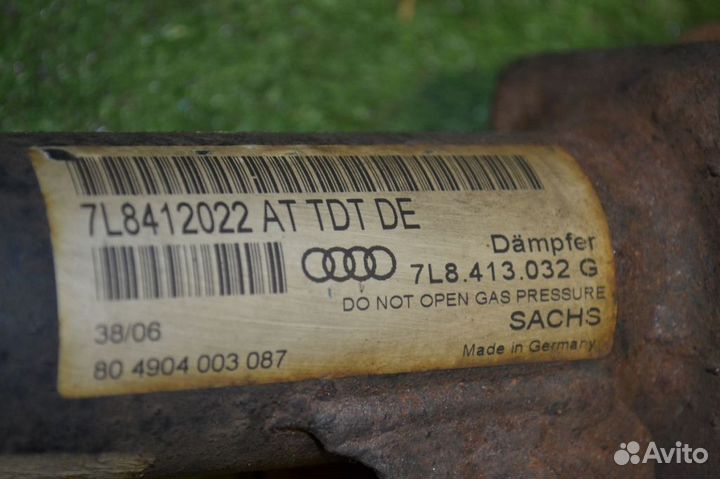 7L8412022 AT TDT DE
Dämpfer
7L8.413.032 G
DO NOT OPEN GAS PRESSURE
SACHS
Made in Germany
38/06
80 4904 003 087
Avito